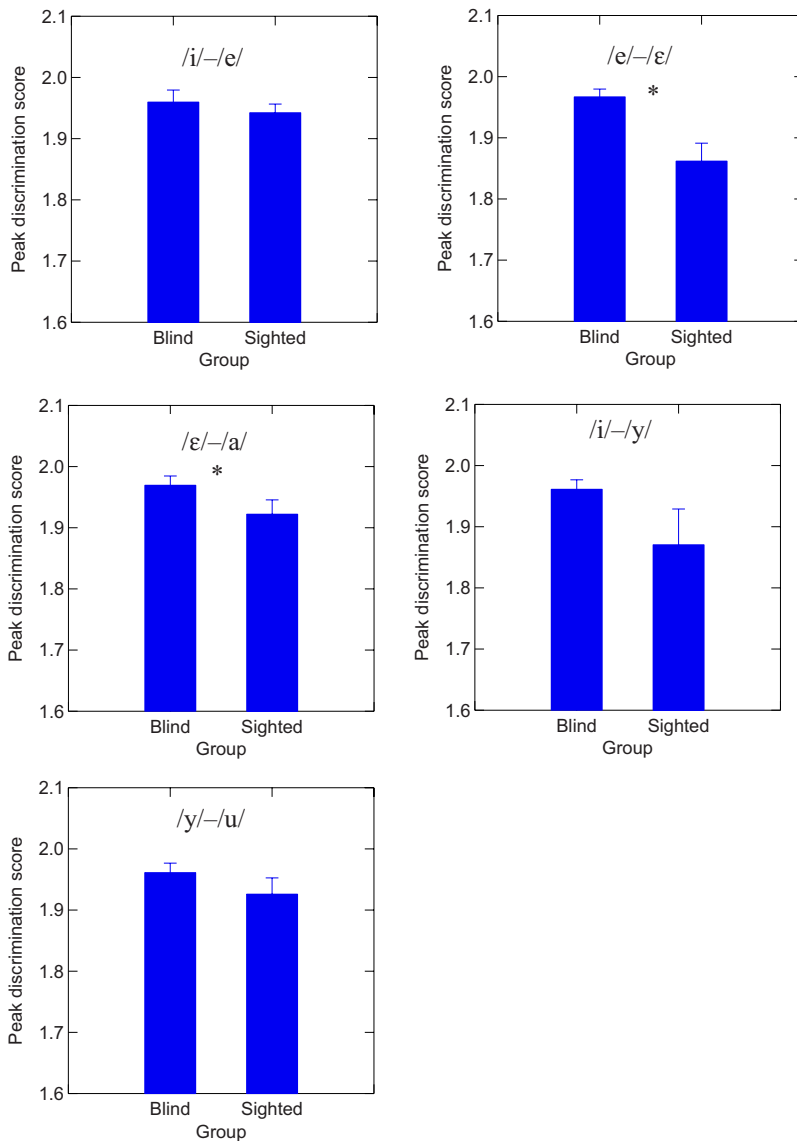 /i/–/e/
2.1
2.0
1.9
1.8
1.7
1.6
Peak discrimination score
Blind Sighted
Group
/e/–/ε/
*
2.1
2.0
1.9
1.8
1.7
1.6
Peak discrimination score
Blind Sighted
Group
/ε/–/a/
*
2.1
2.0
1.9
1.8
1.7
1.6
Peak discrimination score
Blind Sighted
Group
/i/–/y/
2.1
2.0
1.9
1.8
1.7
1.6
Peak discrimination score
Blind Sighted
Group
/y/–/u/
2.1
2.0
1.9
1.8
1.7
1.6
Peak discrimination score
Blind Sighted
Group